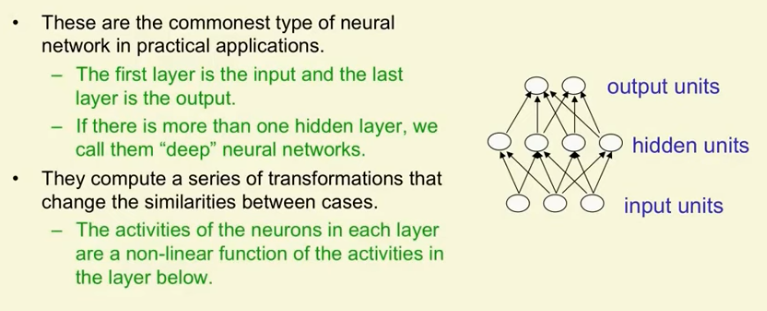 • These are the commonest type of neural
network in practical applications.
– The first layer is the input and the last
layer is the output.
– If there is more than one hidden layer, we
call them “deep” neural networks.
• They compute a series of transformations that
change the similarities between cases.
– The activities of the neurons in each layer
are a non-linear function of the activities in
the layer below.
output units
hidden units
input units